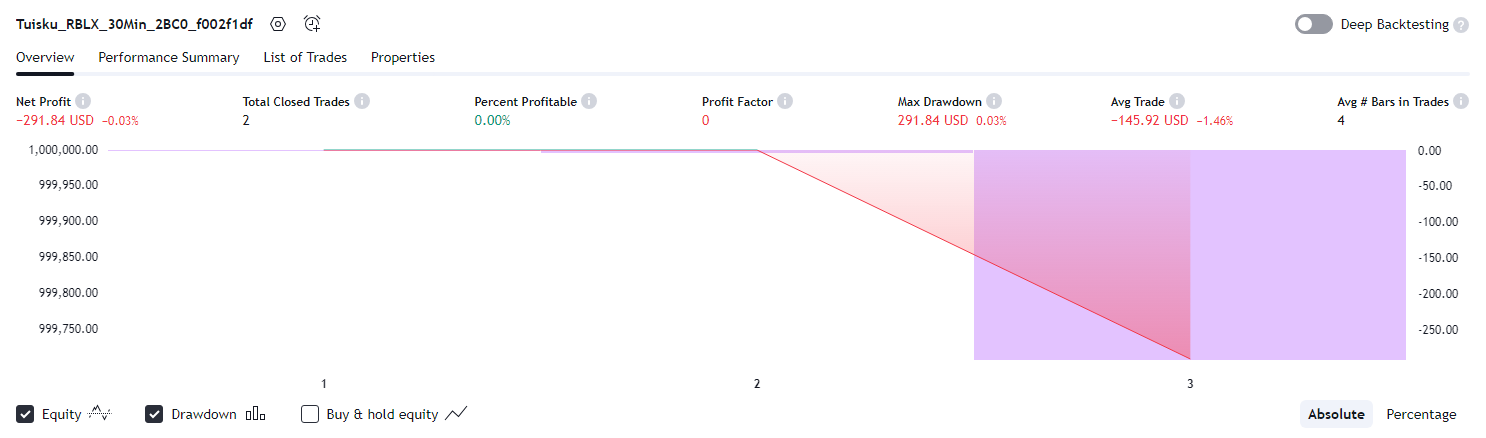 Tuisku_RBLX_30Min_2BC0_f002f1df
Deep Backtesting
Overview Performance Summary List of Trades Properties
Net Profit Total Closed Trades Percent Profitable Profit Factor Max Drawdown Avg Trade Avg # Bars in Trades
−291.84 USD −0.03% 2 0.00% 0 291.84 USD 0.03% −145.92 USD −1.46% 4
1,000,000.00 0.00
999,950.00 -50.00
999,900.00 -100.00
999,850.00 -150.00
999,800.00 -200.00
999,750.00 -250.00
1 2 3
Equity Drawdown Buy & hold equity Absolute Percentage